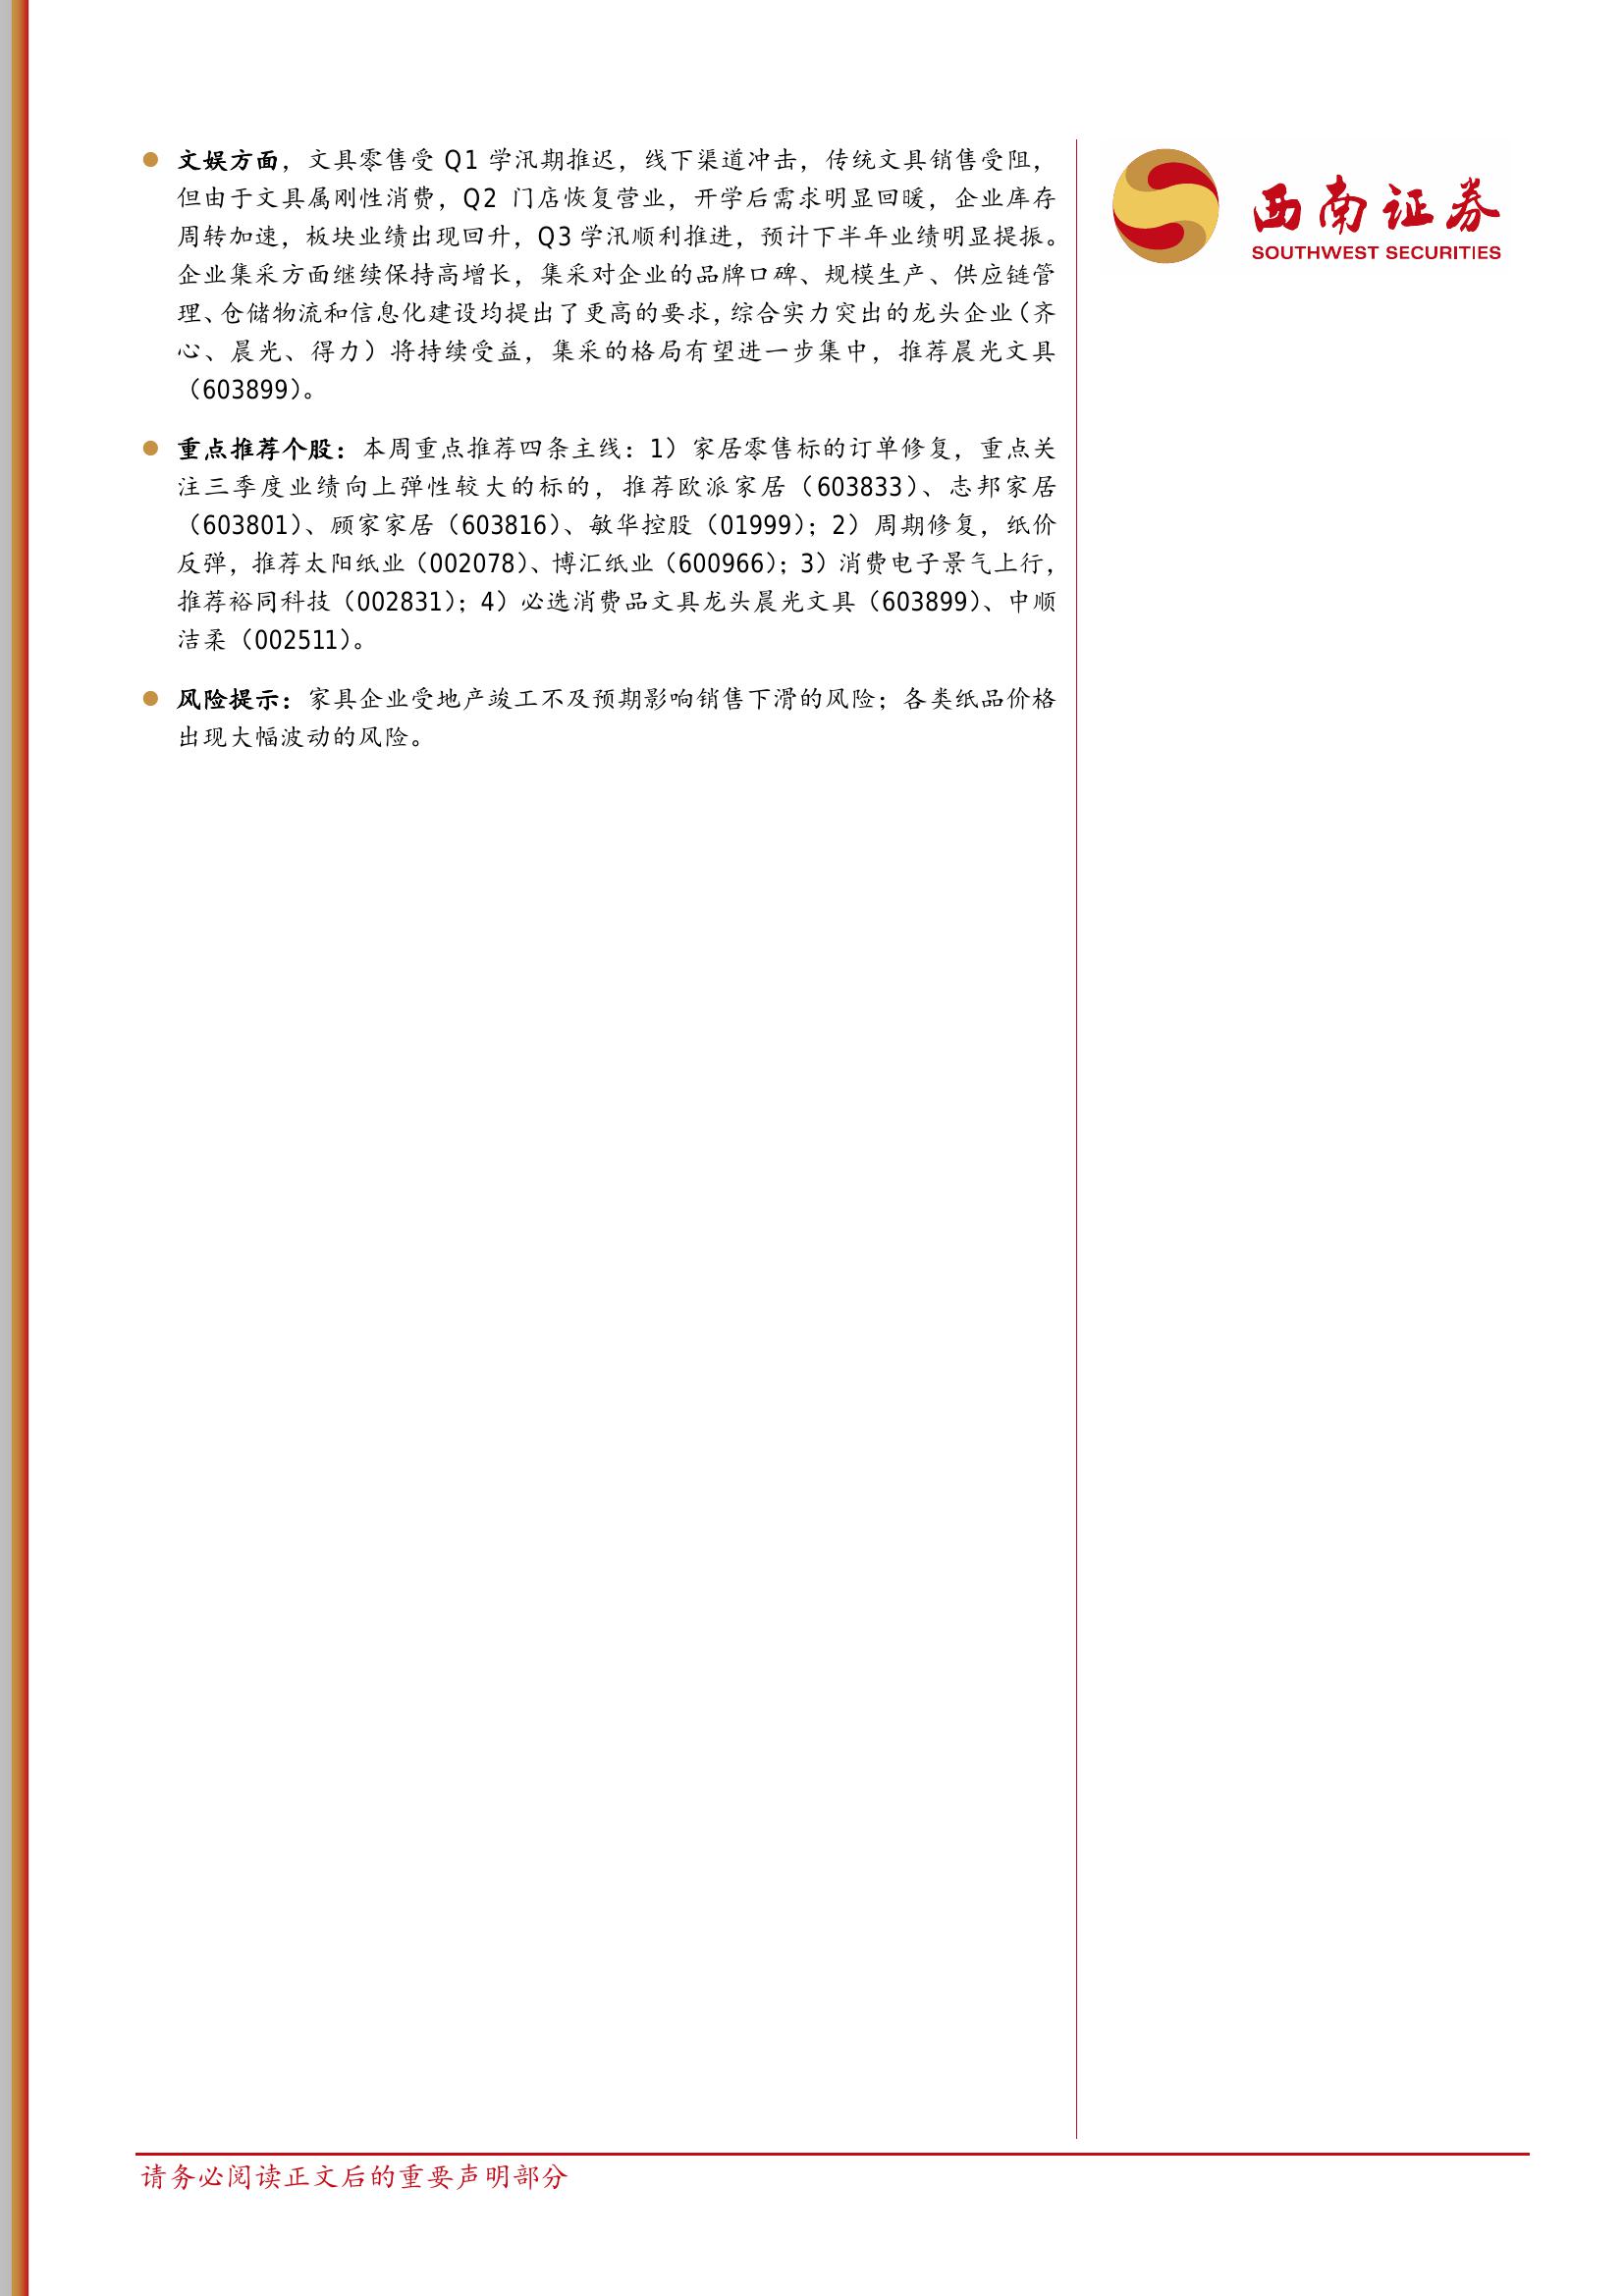 文娱方面，文具零售受 Q1 学汛期推迟，线下渠道冲击，传统文具销售受阻，
但由于文具属刚性消费，Q2 门店恢复营业，开学后需求明显回暖，企业库存
周转加速，板块业绩出现回升，Q3 学汛顺利推进，预计下半年业绩明显提振。
企业集采方面继续保持高增长，集采对企业的品牌口碑、规模生产、供应链管
理、仓储物流和信息化建设均提出了更高的要求，综合实力突出的龙头企业（齐
心、晨光、得力）将持续受益，集采的格局有望进一步集中，推荐晨光文具
（603899）。
重点推荐个股：本周重点推荐四条主线：1）家居零售标的订单修复，重点关
注三季度业绩向上弹性较大的标的，推荐欧派家居（603833）、志邦家居
（603801）、顾家家居（603816）、敏华控股（01999）；2）周期修复，纸价
反弹，推荐太阳纸业（002078）、博汇纸业（600966）；3）消费电子景气上行，
推荐裕同科技（002831）；4）必选消费品文具龙头晨光文具（603899）、中顺
洁柔（002511）。
风险提示：家具企业受地产竣工不及预期影响销售下滑的风险；各类纸品价格
出现大幅波动的风险。
西南证券
SOUTHWEST SECURITIES
请务必阅读正文后的重要声明部分